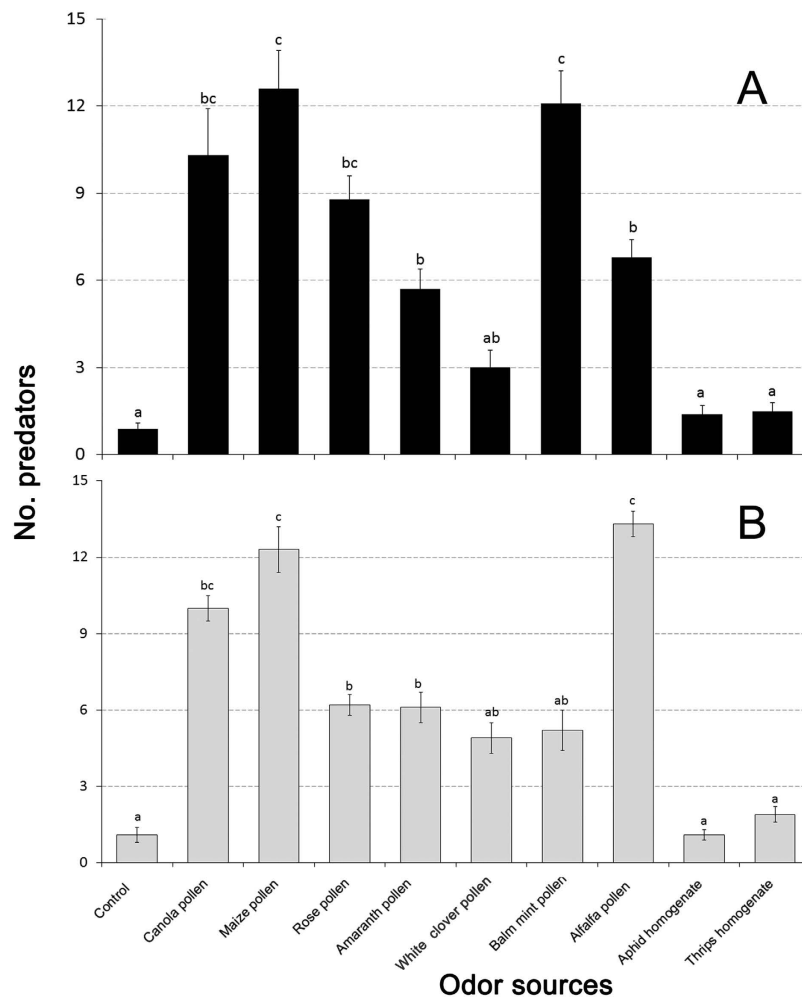 15
12
9
6
3
0
a
bc
c
bc
b
ab
c
b
a
a
A
No. predators
15
12
9
6
3
0
a
bc
c
b
b
ab
ab
c
a
a
B
Control
Canola pollen
Maize pollen
Rose pollen
Amaranth pollen
White clover pollen
Balm mint pollen
Alfalfa pollen
Aphid homogenate
Thrips homogenate
Odor sources